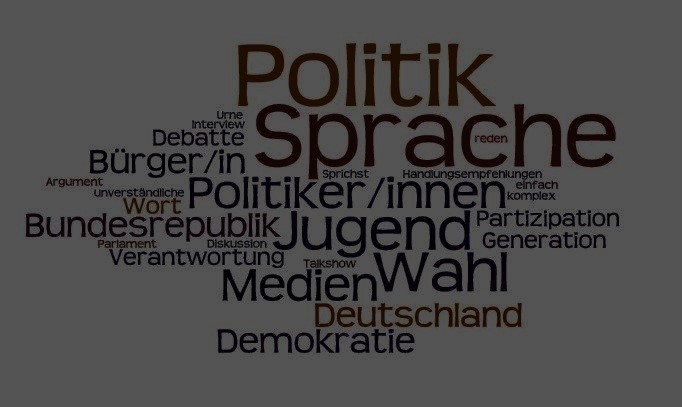 Politik
Urne
Sprache
Interview
Debatte
reden
Bürger/in
Sprichst
Handlungsempfehlungen
Argument
unverständliche
Politiker/innen
einfach
komplex
Wort
Bundesrepublik
Jugend
Partizipation
Parlament
Diskussion
Generation
Verantwortung
Talkshow
Wahl
Medien
Deutschland
Demokratie